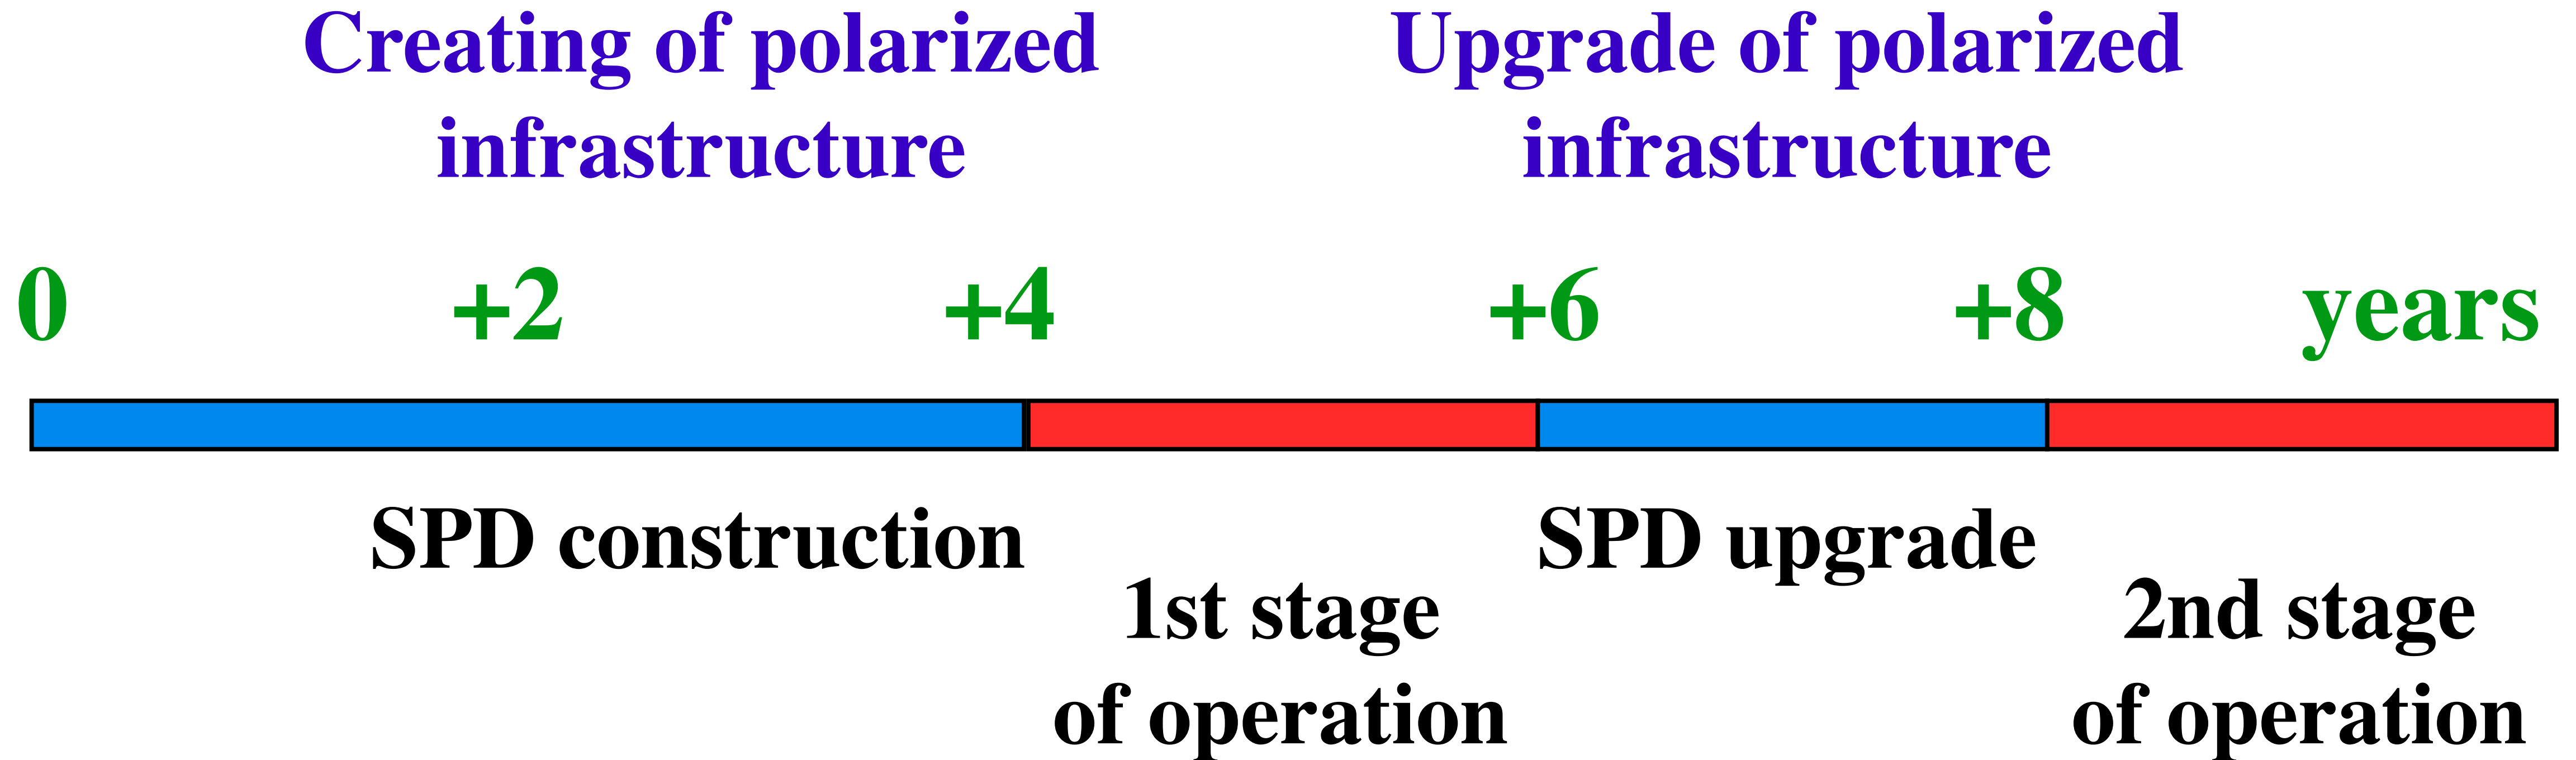 Creating of polarized
infrastructure
Upgrade of polarized
infrastructure
0 +2 +4 +6 +8 years
SPD construction
1st stage
of operation
SPD upgrade
2nd stage
of operation